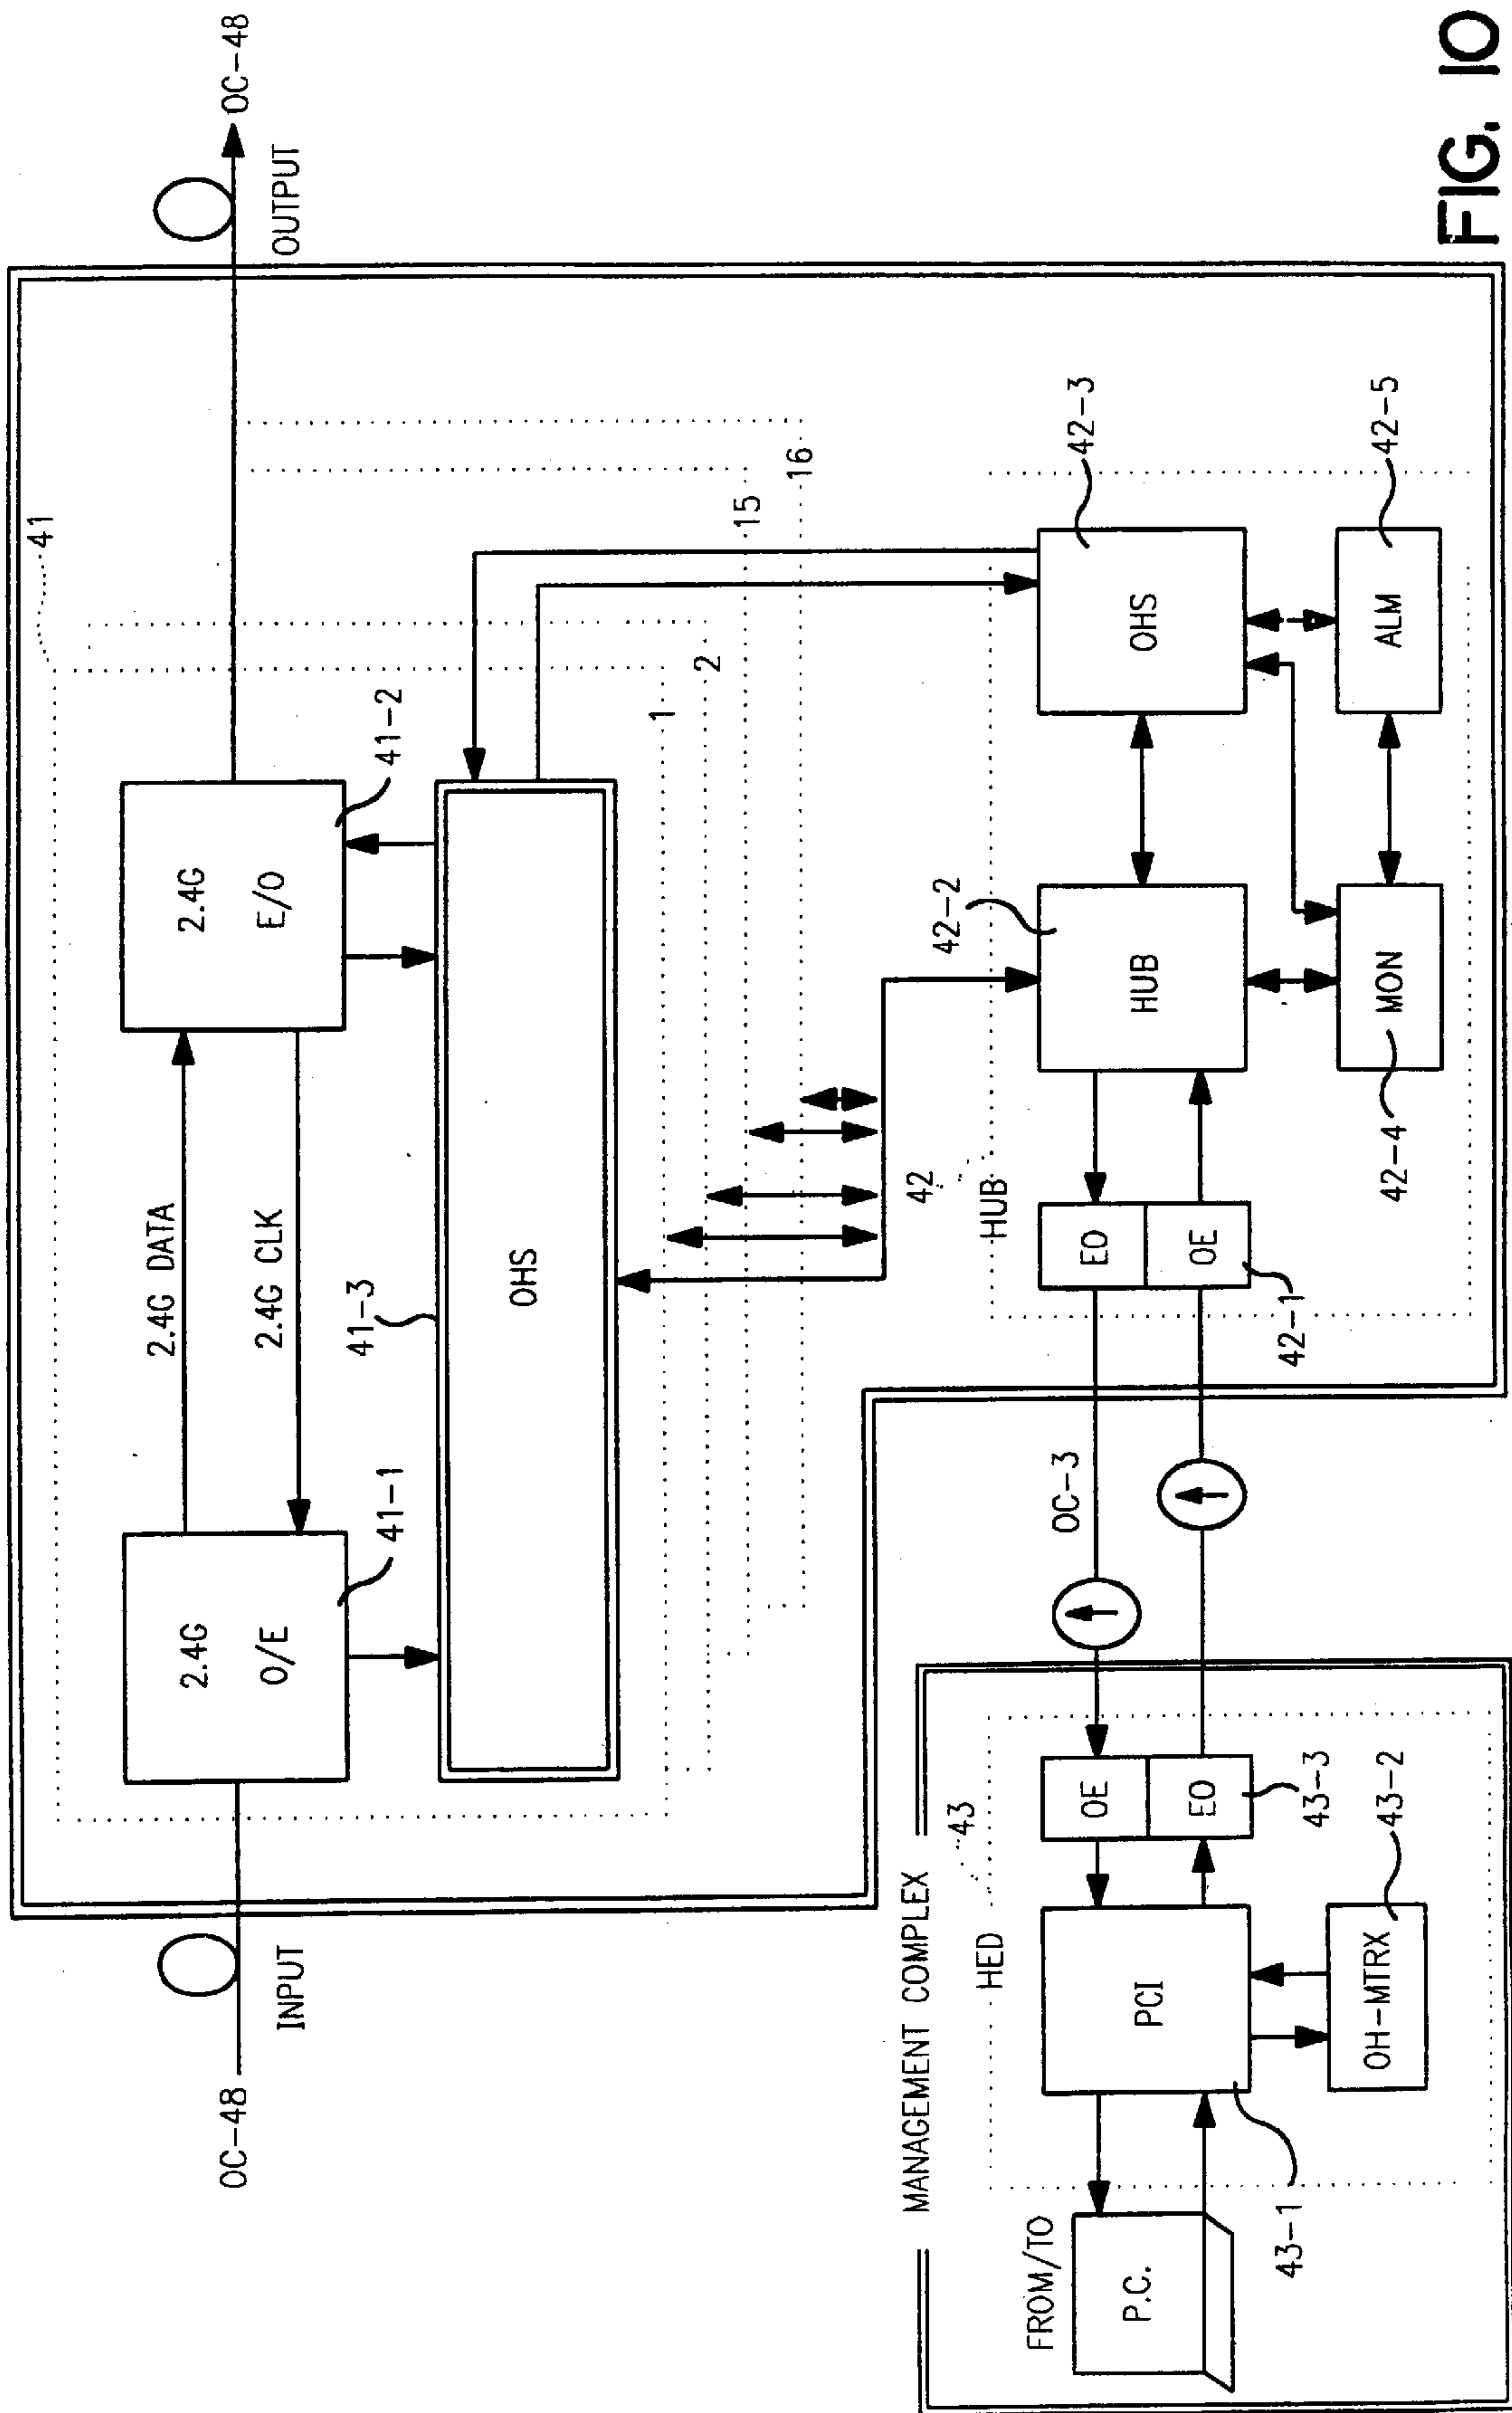 OC-48
INPUT
OUTPUT
OC-48
41
2.4G
O/E
41-1
2.4G DATA
2.4G CLK
2.4G
E/O
41-2
41-3
OHS
1
2
15
16
42
HUB
EO
OE
42-1
HUB
42-2
OHS
42-3
MON
42-4
ALM
42-5
OC-3
MANAGEMENT COMPLEX
43
HED
FROM/TO
P.C.
PCI
43-1
OE
EO
43-3
OH-MTRX
43-2
FIG. 10